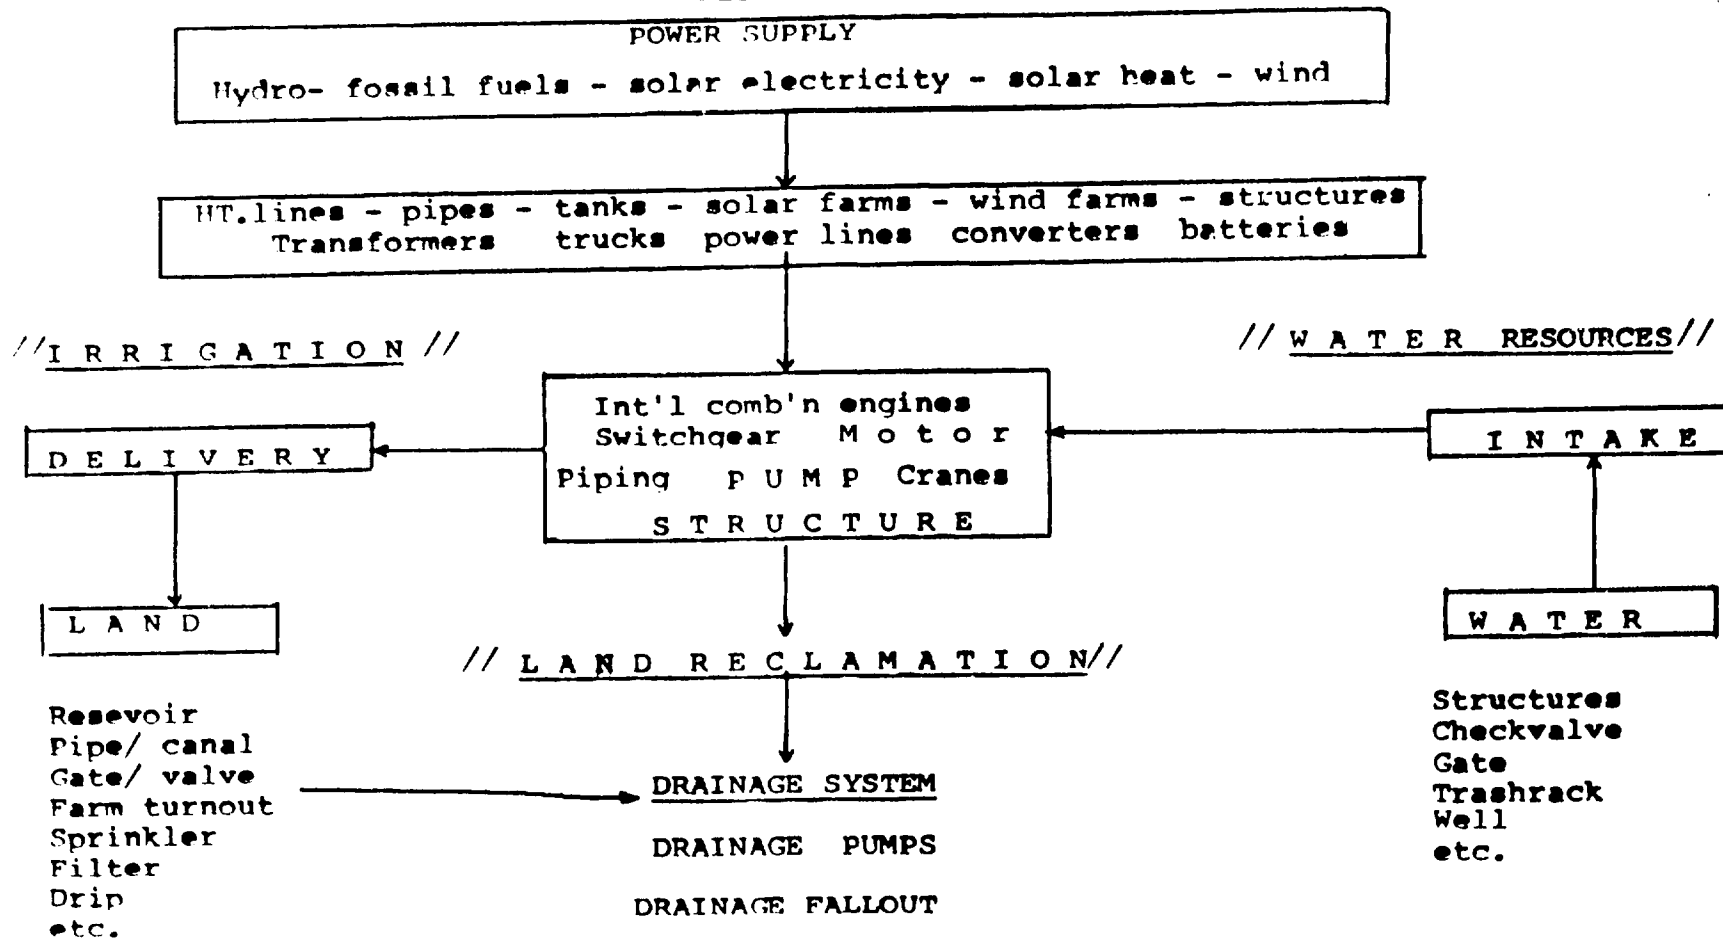 POWER SUPPLY
Hydro- fossil fuels - solar electricity - solar heat - wind
HT.lines - pipes - tanks - solar farms - wind farms - structures
Transformers trucks power lines converters batteries
//I R R I G A T I O N //
// W A T E R RESOURCES//
Int'l comb'n engines
Switchgear M o t o r
Piping P U M P Cranes
S T R U C T U R E
D E L I V E R Y
I N T A K E
L A N D
W A T E R
// L A N D R E C L A M A T I O N//
Resevoir
Pipe/ canal
Gate/ valve
Farm turnout
Sprinkler
Filter
Drip
etc.
DRAINAGE SYSTEM
DRAINAGE PUMPS
DRAINAGE FALLOUT
Structures
Checkvalve
Gate
Trashrack
Well
etc.